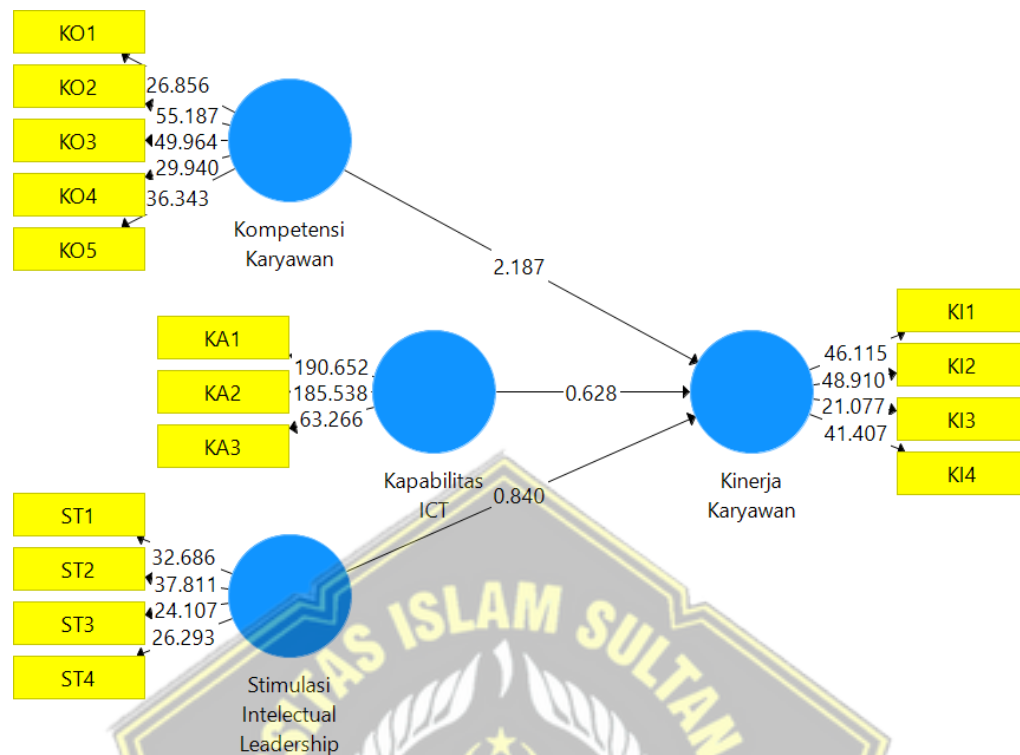 KO1
KO2
KO3
KO4
KO5
26.856
55.187
49.964
29.940
36.343
Kompetensi
Karyawan
2.187
KA1
KA2
KA3
190.652
185.538
63.266
Kapabilitas
ICT
0.628
KI1
KI2
KI3
KI4
46.115
48.910
21.077
41.407
Kinerja
Karyawan
0.840
ST1
ST2
ST3
ST4
32.686
37.811
24.107
26.293
Stimulasi
Intelectual
Leadership
SITAS ISLAM SULTAN